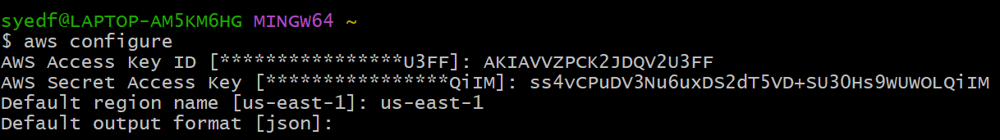 syedf@LAPTOP-AM5KM6HG MINGW64 ~
$ aws configure
AWS Access Key ID [****************U3FF]: AKIAVVZPCK2JDQV2U3FF
AWS Secret Access Key [****************QiIM]: 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
Default region name [us-east-1]: us-east-1
Default output format [json]: